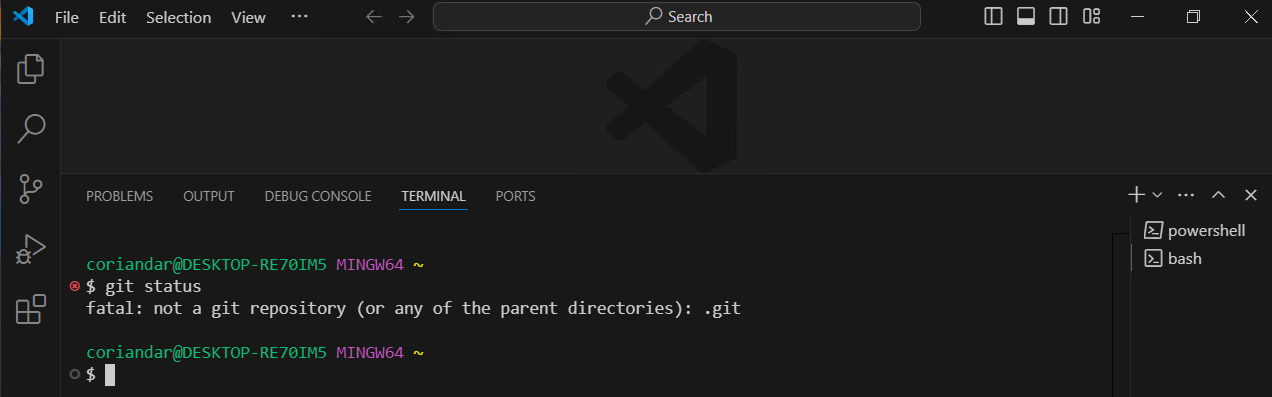 File Edit Selection View ··· Search
PROBLEMS OUTPUT DEBUG CONSOLE TERMINAL PORTS
powershell
bash
coriandar@DESKTOP-RE70IM5 MINGW64 ~
$ git status
fatal: not a git repository (or any of the parent directories): .git
coriandar@DESKTOP-RE70IM5 MINGW64 ~
$